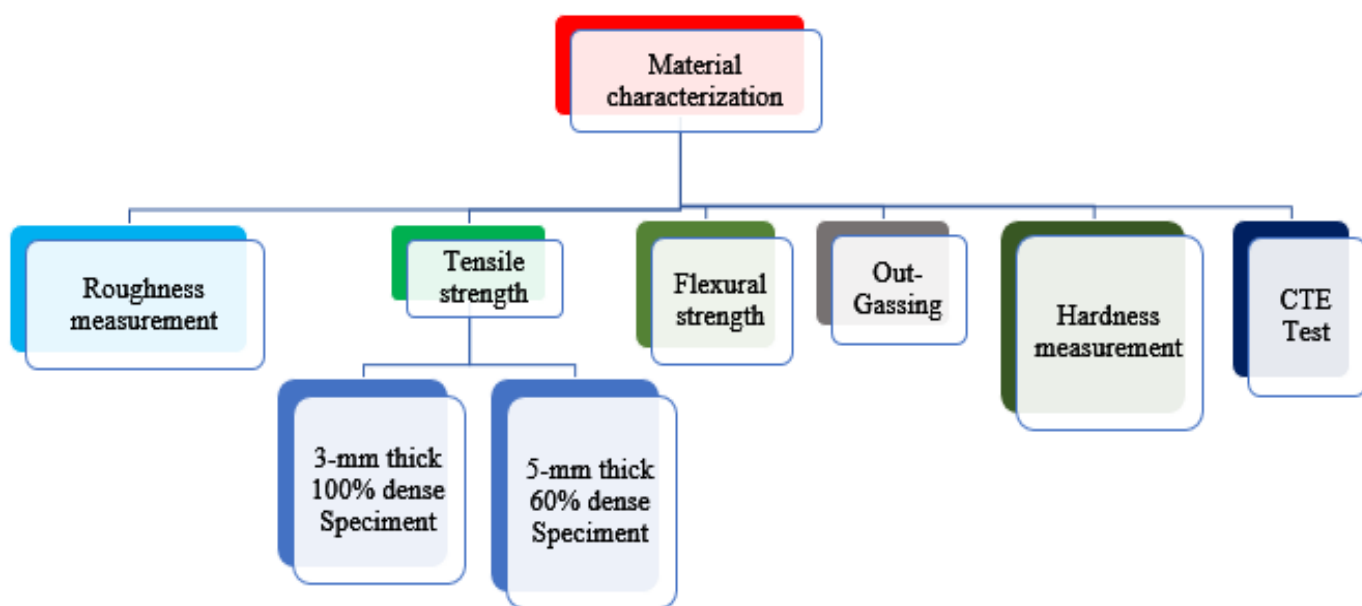 Material
characterization
Roughness
measurement
Tensile
strength
Flexural
strength
Out-
Gassing
Hardness
measurement
CTE
Test
3-mm thick
100% dense
Speciment
5-mm thick
60% dense
Speciment